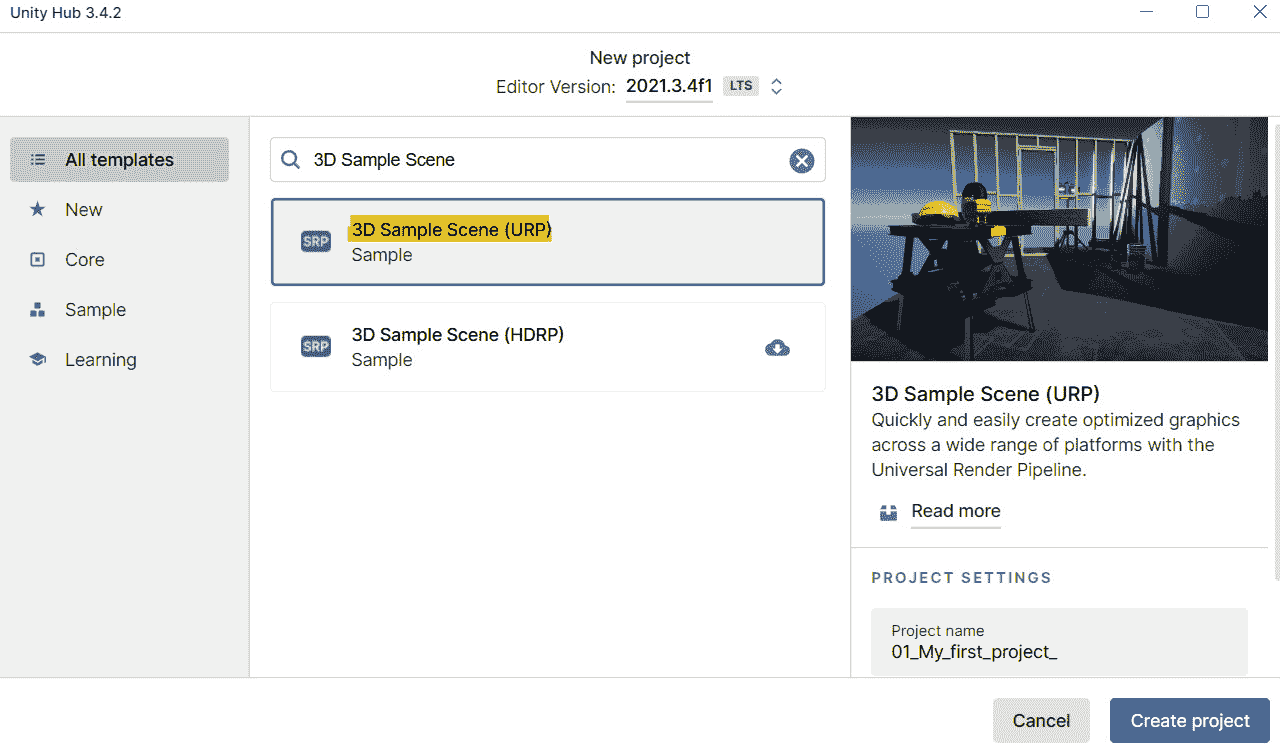 Unity Hub 3.4.2
New project
Editor Version: 2021.3.4f1 LTS
All templates
New
Core
Sample
Learning
3D Sample Scene
SRP
3D Sample Scene (URP)
Sample
SRP
3D Sample Scene (HDRP)
Sample
3D Sample Scene (URP)
Quickly and easily create optimized graphics
across a wide range of platforms with the
Universal Render Pipeline.
Read more
PROJECT SETTINGS
Project name
01_My_first_project_
Cancel
Create project